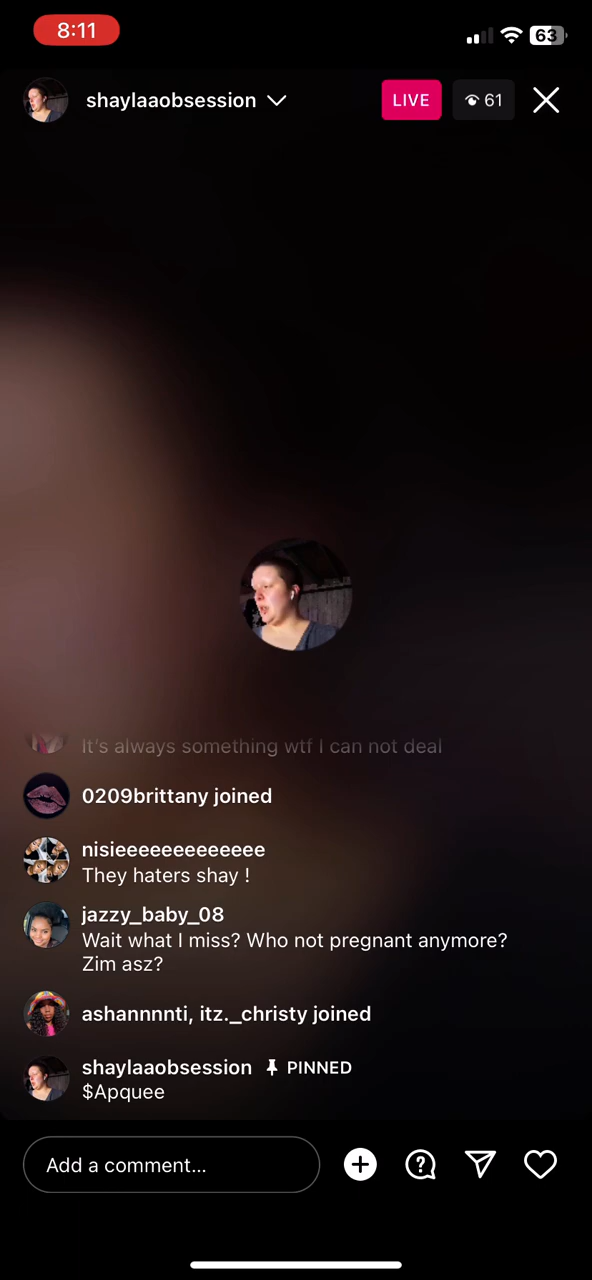 8:11
63
shaylaaobsession
LIVE
61
It's always something wtf I can not deal
0209brittany joined
nisieeeeeeeeeeeee
They haters shay !
jazzy_baby_08
Wait what I miss? Who not pregnant anymore?
Zim asz?
ashannnnti, itz._christy joined
shaylaaobsession PINNED
$Apquee
Add a comment...